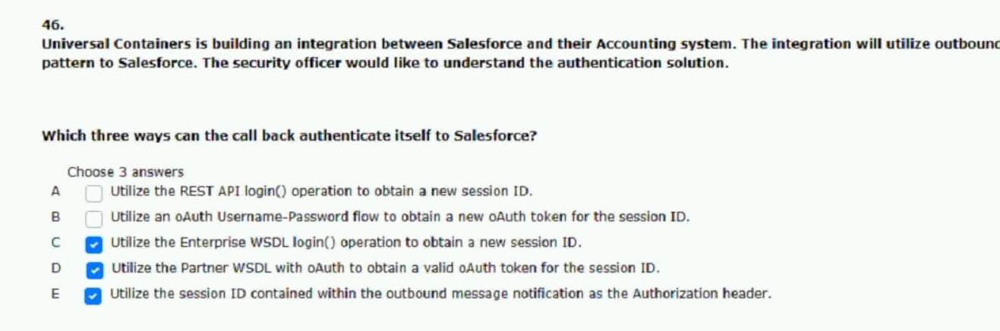 46.
Universal Containers is building an integration between Salesforce and their Accounting system. The integration will utilize outbound
pattern to Salesforce. The security officer would like to understand the authentication solution.
Which three ways can the call back authenticate itself to Salesforce?
Choose 3 answers
A Utilize the REST API login() operation to obtain a new session ID.
B Utilize an oAuth Username-Password flow to obtain a new oAuth token for the session ID.
C Utilize the Enterprise WSDL login() operation to obtain a new session ID.
D Utilize the Partner WSDL with oAuth to obtain a valid oAuth token for the session ID.
E Utilize the session ID contained within the outbound message notification as the Authorization header.